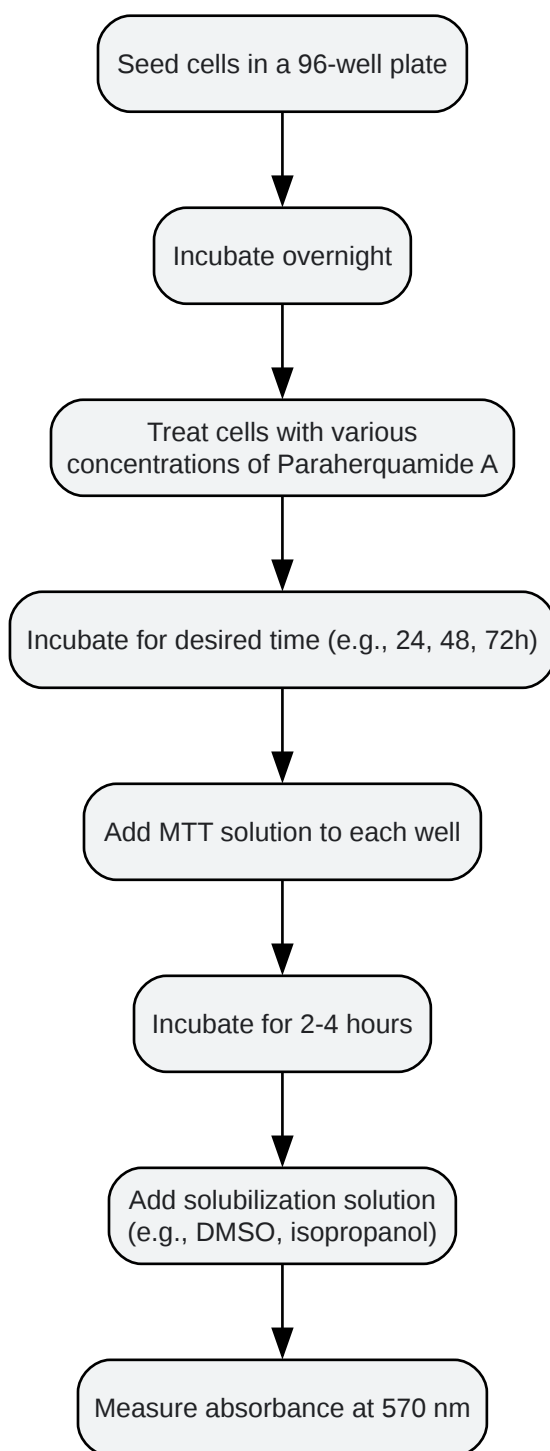 Seed cells in a 96-well plate
Incubate overnight
Treat cells with various
concentrations of Paraherquamide A
Incubate for desired time (e.g., 24, 48, 72h)
Add MTT solution to each well
Incubate for 2-4 hours
Add solubilization solution
(e.g., DMSO, isopropanol)
Measure absorbance at 570 nm